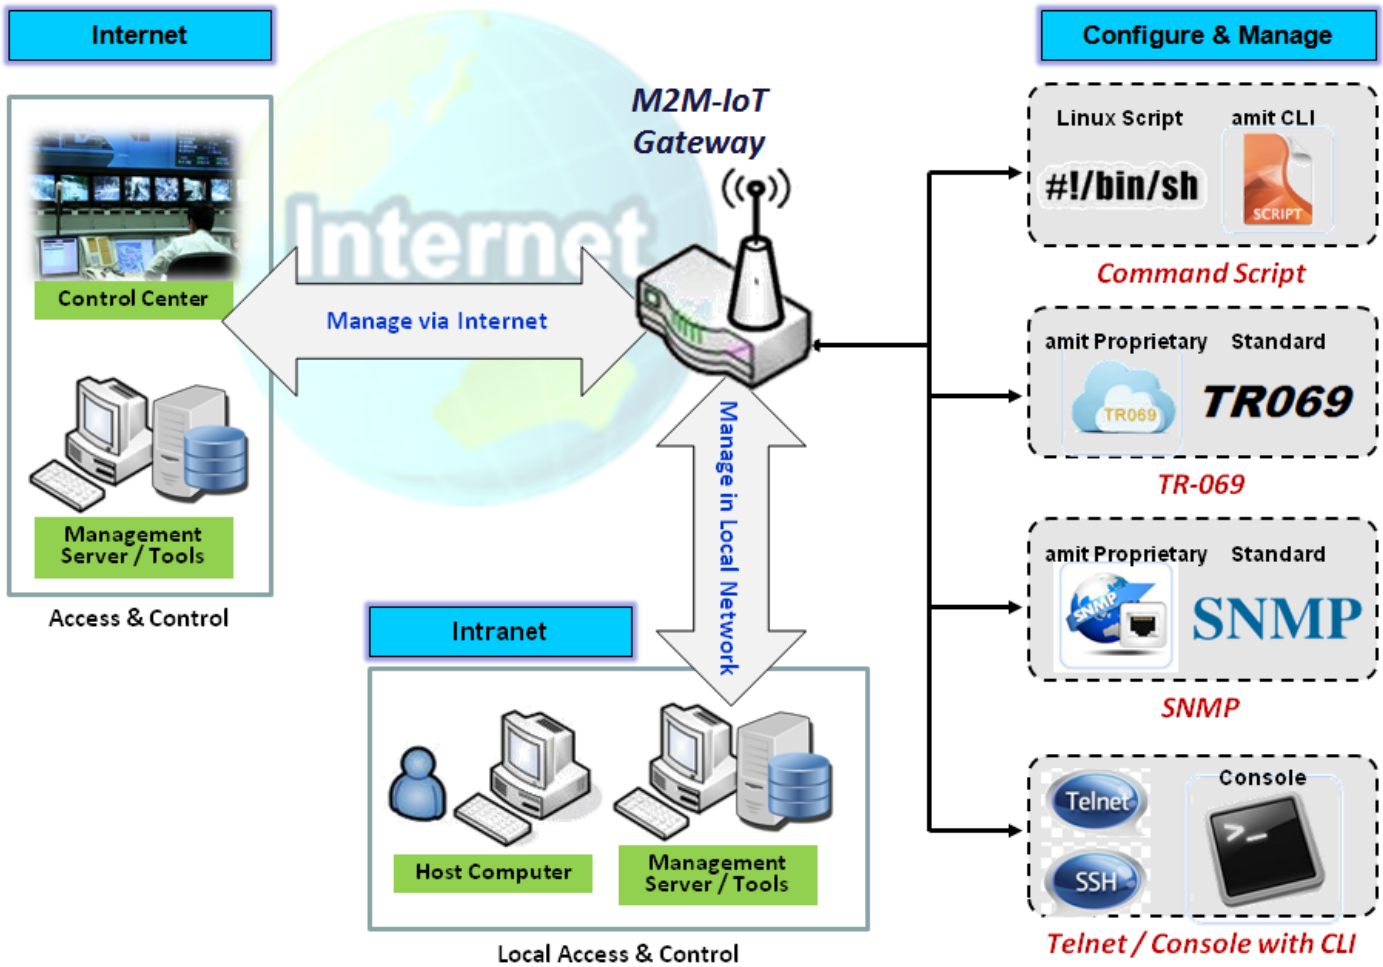 Internet
Control Center
Management
Server / Tools
Access & Control
Internet
M2M-IoT
Gateway
Manage via Internet
Manage in Local Network
Intranet
Host Computer
Management
Server / Tools
Local Access & Control
Configure & Manage
Linux Script
amit CLI
#!/bin/sh
SCRIPT
Command Script
amit Proprietary
Standard
TR069
TR069
TR-069
amit Proprietary
Standard
SNMP
SNMP
SNMP
Telnet
Console
>_
SSH
Telnet / Console with CLI